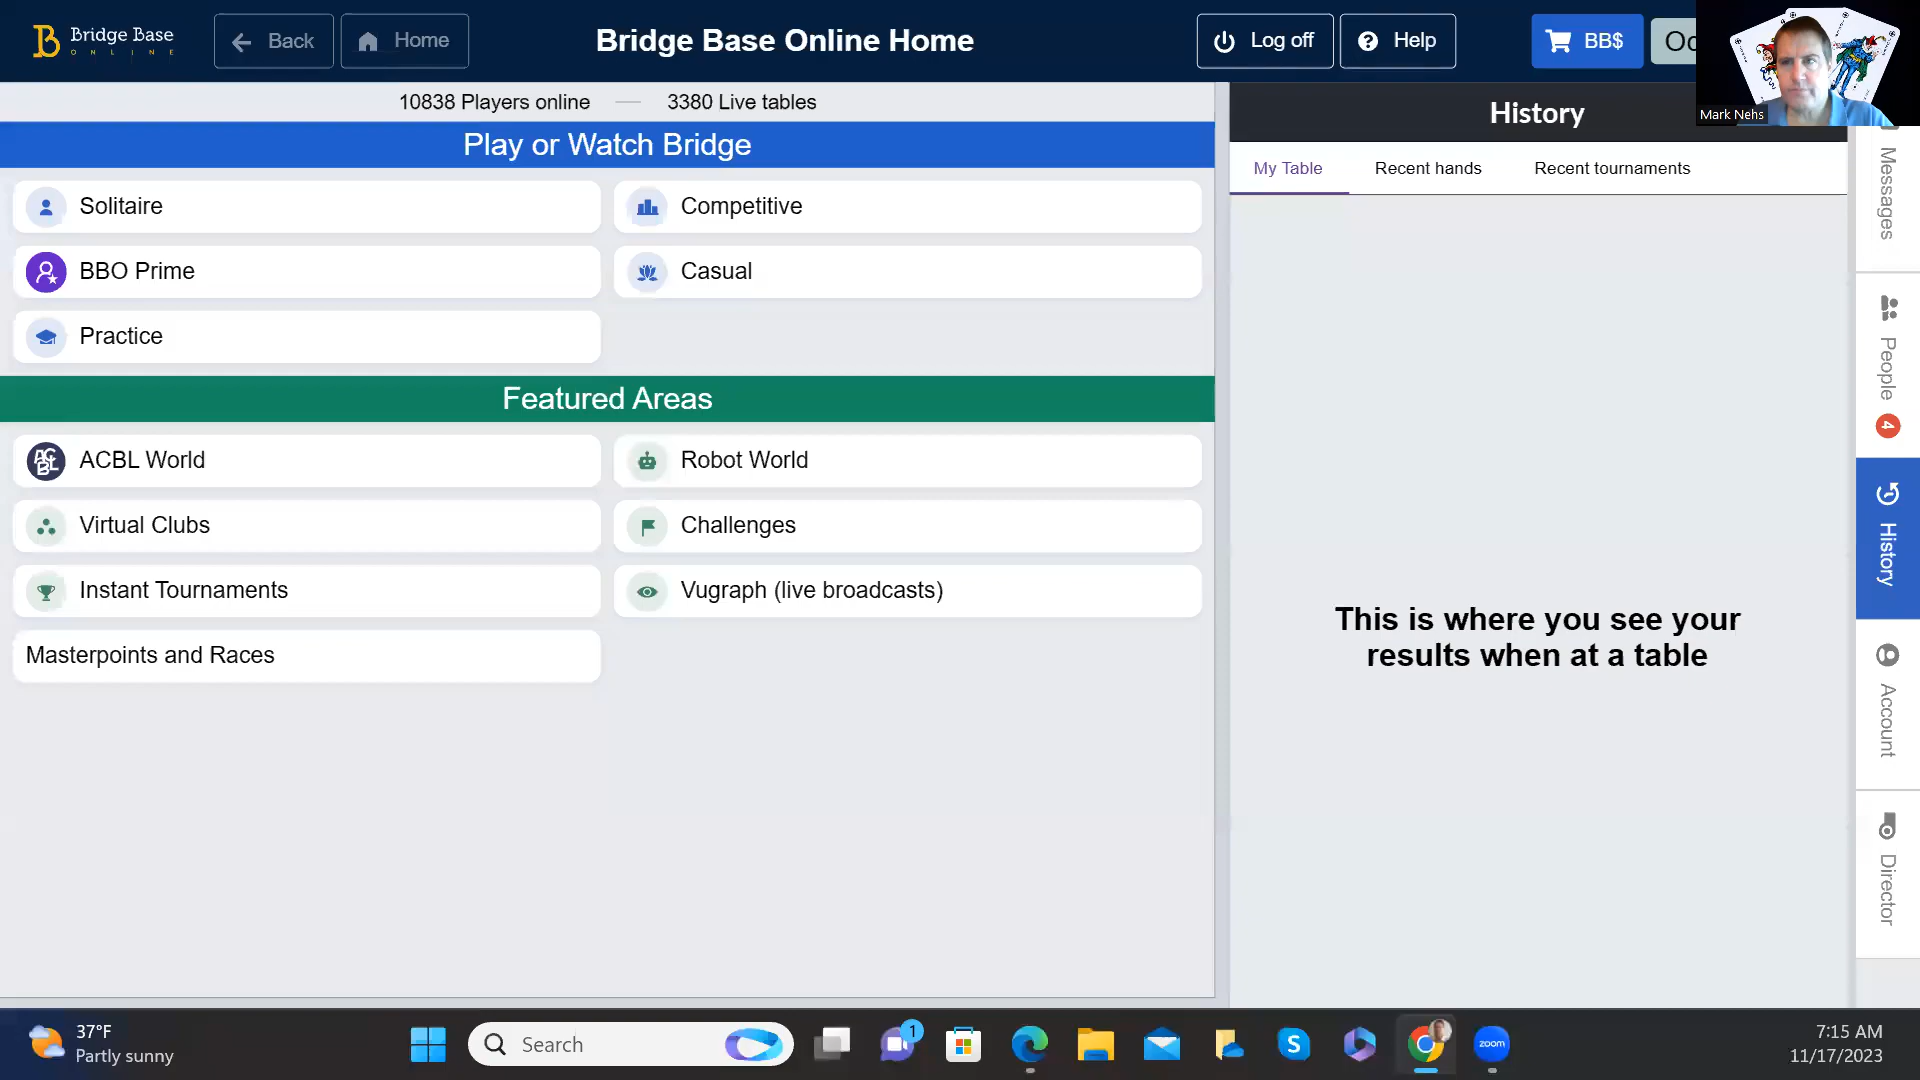 Bridge Base
ONLINE
Back
Home
Bridge Base Online Home
Log off
Help
BB$
Mark Nehs
10838 Players online — 3380 Live tables
Play or Watch Bridge
Solitaire
Competitive
BBO Prime
Casual
Practice
Featured Areas
ACBL World
Robot World
Virtual Clubs
Challenges
Instant Tournaments
Vugraph (live broadcasts)
Masterpoints and Races
History
My Table
Recent hands
Recent tournaments
This is where you see your
results when at a table
Messages
People
4
History
Account
Director
37°F
Partly sunny
Search
1
zoom
7:15 AM
11/17/2023